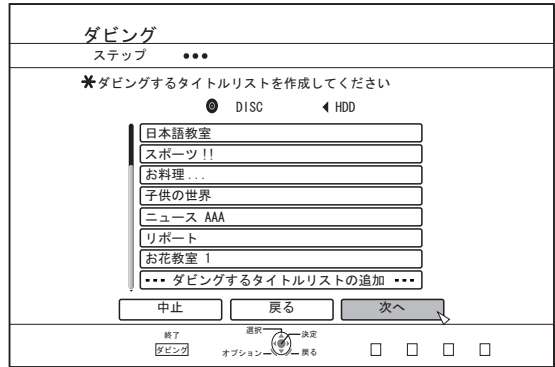 ダビング
ステップ •••
*ダビングするタイトルリストを作成してください
DISC ◀ HDD
日本語教室
スポーツ !!
お料理...
子供の世界
ニュース AAA
リポート
お花教室 1
--- ダビングするタイトルリストの追加 ---
中止 戻る 次へ
終了 選択 決定
ダビング オプション 戻る